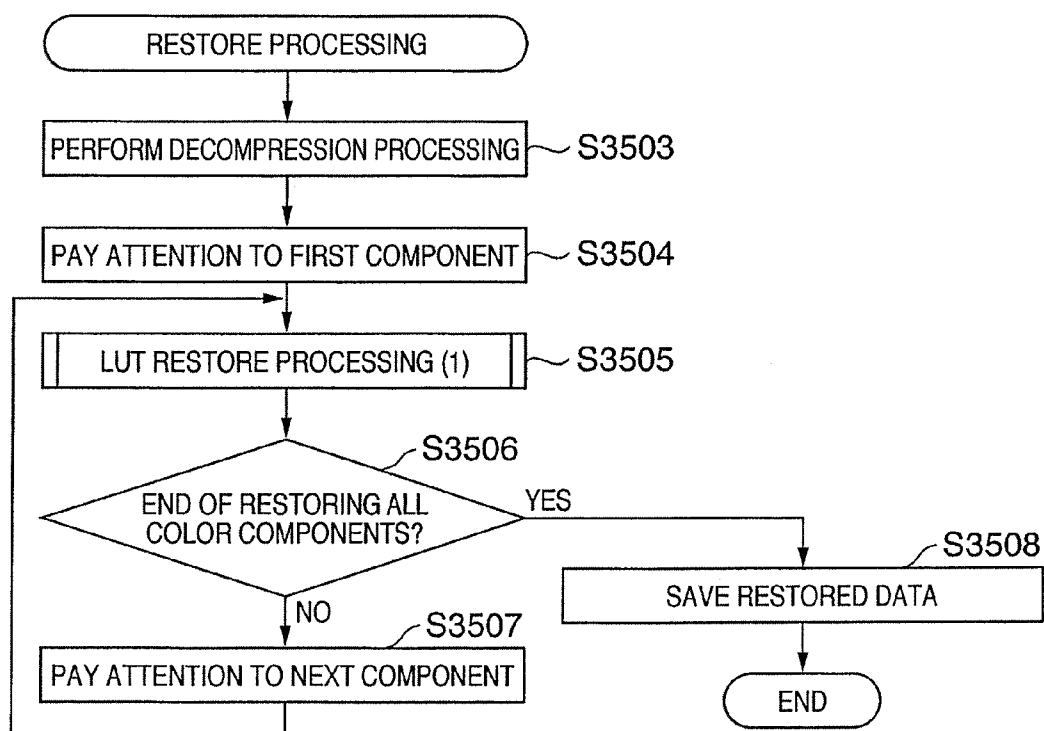 RESTORE PROCESSING
PERFORM DECOMPRESSION PROCESSING
S3503
PAY ATTENTION TO FIRST COMPONENT
S3504
LUT RESTORE PROCESSING (1)
S3505
S3506
END OF RESTORING ALL
COLOR COMPONENTS?
YES
NO
S3507
PAY ATTENTION TO NEXT COMPONENT
S3508
SAVE RESTORED DATA
END